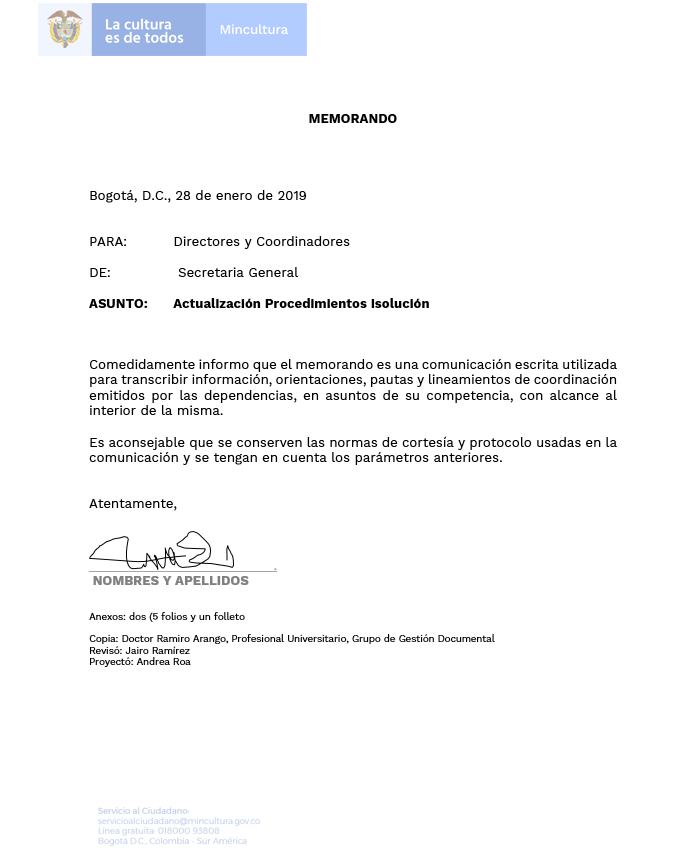 La cultura
es de todos
Mincultura
MEMORANDO
Bogotá, D.C., 28 de enero de 2019
PARA: Directores y Coordinadores
DE: Secretaria General
ASUNTO: Actualización Procedimientos Isolución
Comedidamente informo que el memorando es una comunicación escrita utilizada
para transcribir información, orientaciones, pautas y lineamientos de coordinación
emitidos por las dependencias, en asuntos de su competencia, con alcance al
interior de la misma.
Es aconsejable que se conserven las normas de cortesía y protocolo usadas en la
comunicación y se tengan en cuenta los parámetros anteriores.
Atentamente,
NOMBRES Y APELLIDOS
Anexos: dos (5 folios y un folleto
Copia: Doctor Ramiro Arango, Profesional Universitario, Grupo de Gestión Documental
Revisó: Jairo Ramírez
Proyectó: Andrea Roa
Servicio al Ciudadano:
servicioalciudadano@mincultura.gov.co
Línea gratuita: 018000 93808
Bogotá D.C., Colombia - Sur América